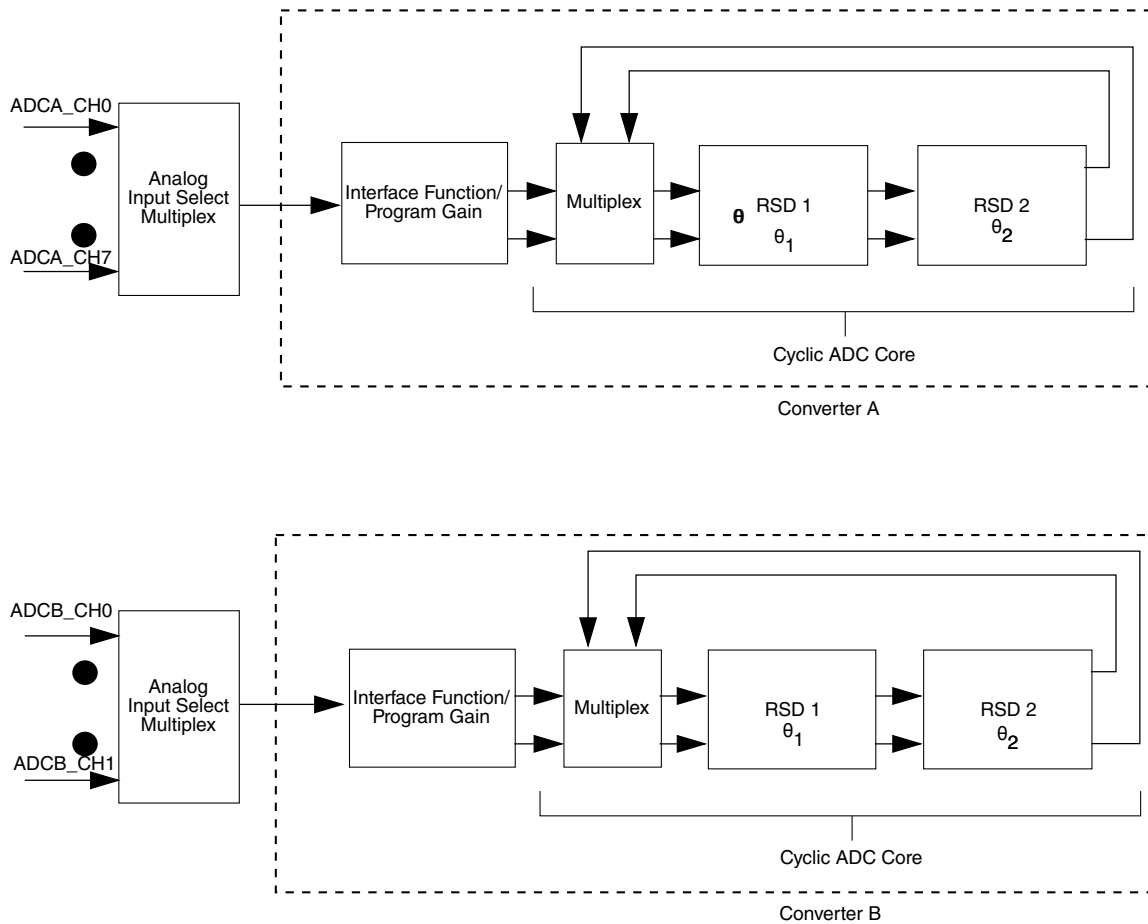 ADCA_CH0
ADCA_CH7
Analog
Input Select
Multiplex
Interface Function/
Program Gain
Multiplex
RSD 1
θ
θ1
RSD 2
θ2
Cyclic ADC Core
Converter A
ADCB_CH0
ADCB_CH1
Analog
Input Select
Multiplex
Interface Function/
Program Gain
Multiplex
RSD 1
θ1
RSD 2
θ2
Cyclic ADC Core
Converter B